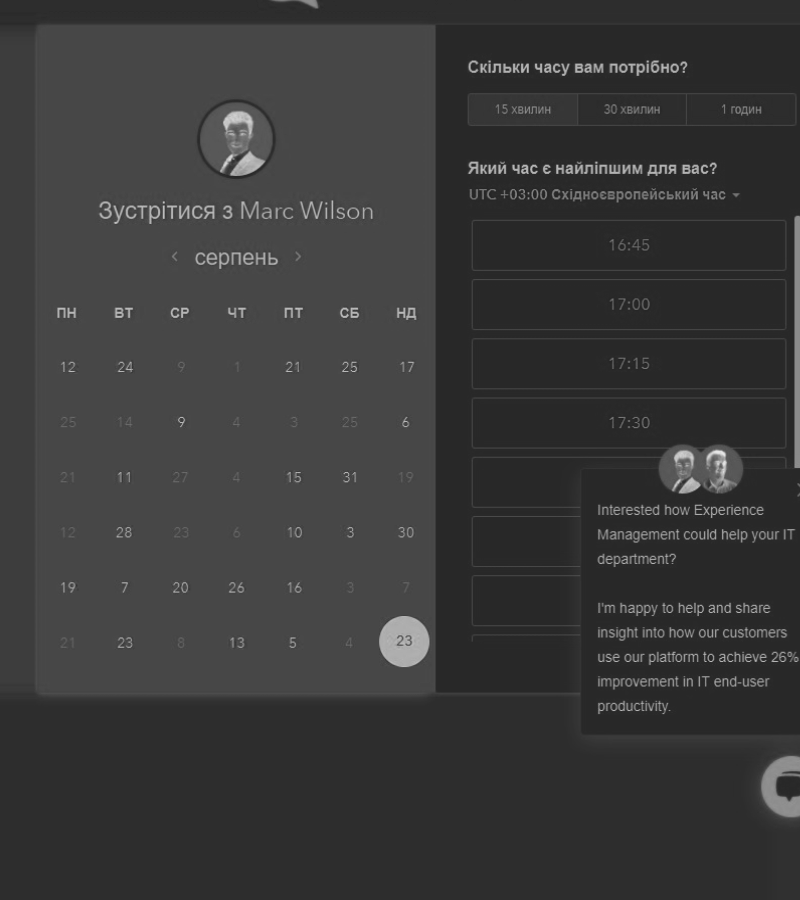 Зустрітися з Marc Wilson
серпень
ПН ВТ СР ЧТ ПТ СБ НД
12 24 9 1 21 25 17
25 14 9 4 3 25 6
21 11 27 4 15 31 19
12 28 23 6 10 3 30
19 7 20 26 16 3 7
21 23 8 13 5 4 23
Скільки часу вам потрібно?
15 хвилин 30 хвилин 1 годин
Який час є найліпшим для вас?
UTC +03:00 Східноєвропейський час
16:45
17:00
17:15
17:30
Interested how Experience
Management could help your IT
department?
I'm happy to help and share
insight into how our customers
use our platform to achieve 26%
improvement in IT end-user
productivity.